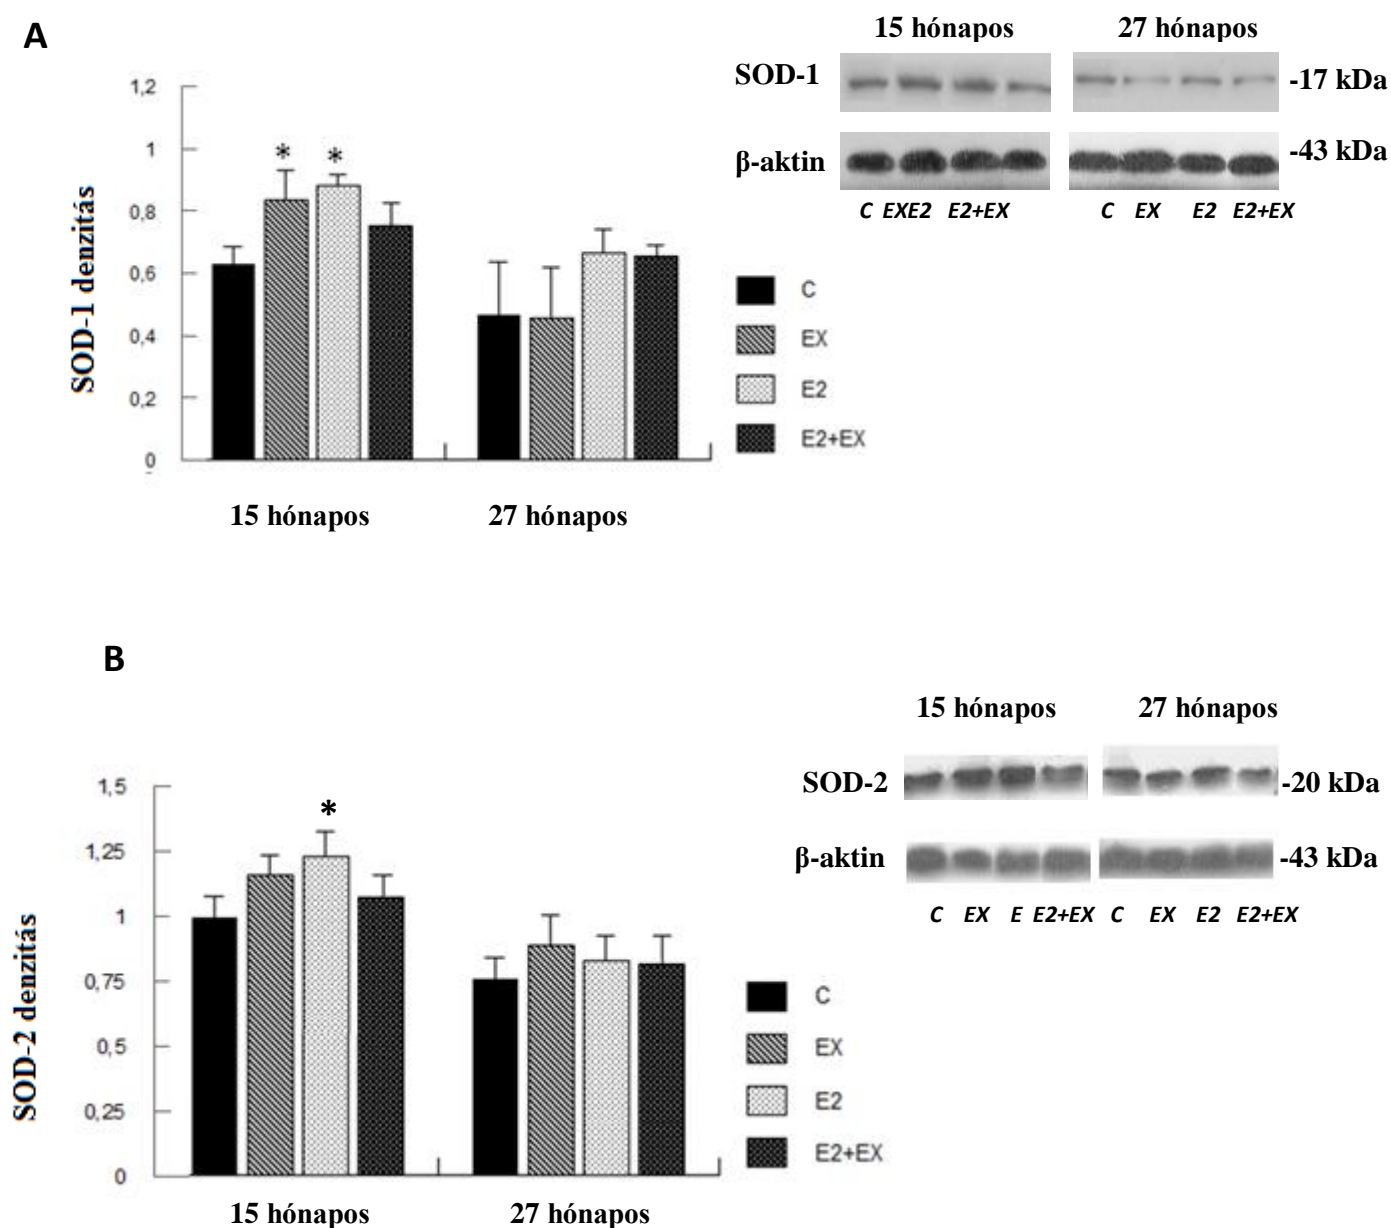 A
15 hónapos 27 hónapos
SOD-1 -17 kDa
β-aktin -43 kDa
C EXE2 E2+EX C EX E2 E2+EX
SOD-1 denzitás
1,2
1
0,8
0,6
0,4
0,2
0
* *
C
EX
E2
E2+EX
15 hónapos 27 hónapos
B
15 hónapos 27 hónapos
SOD-2 -20 kDa
β-aktin -43 kDa
C EX E E2+EX C EX E2 E2+EX
SOD-2 denzitás
1,5
1,25
1
0,75
0,5
0,25
0
*
C
EX
E2
E2+EX
15 hónapos 27 hónapos